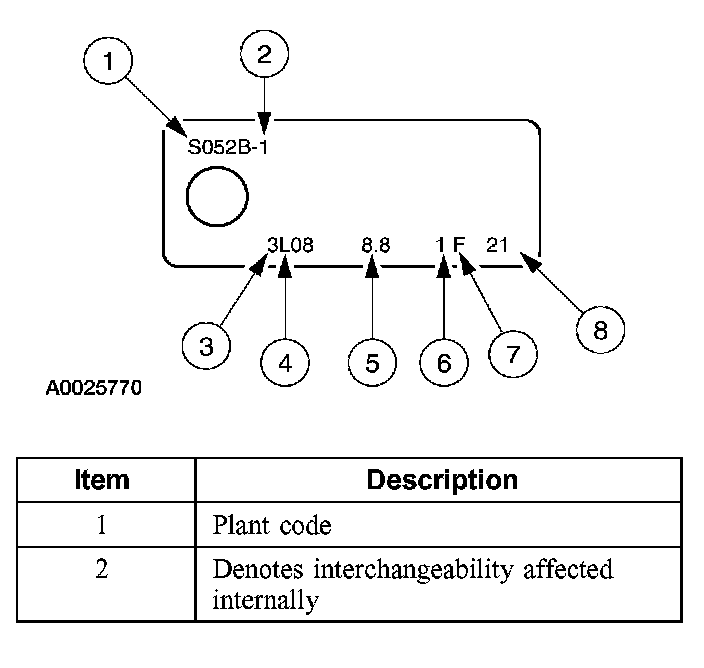 1 2
S052B-1
3L08 8.8 1 F 21
3 4 5 6 7 8
A0025770
Item Description
1 Plant code
2 Denotes interchangeability affected
internally